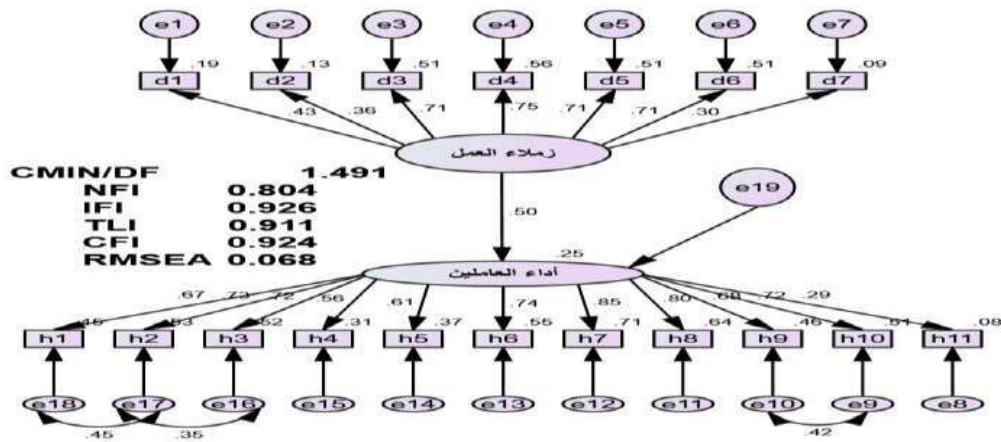 e1 e2 e3 e4 e5 e6 e7
.19 .13 .51 .56 .51 .51 .09
d1 d2 d3 d4 d5 d6 d7
.43 .36 .71 .75 .71 .71 .30
زملاء العمل
CMIN/DF 1.491
NFI 0.804
IFI 0.926
TLI 0.911
CFI 0.924
RMSEA 0.068
e19
.50
.25
أداء العاملين
.67 .73 .72 .56 .61 .74 .85 .80 .68 .72 .29
.45 .53 .52 .31 .37 .55 .71 .64 .46 .51 .08
h1 h2 h3 h4 h5 h6 h7 h8 h9 h10 h11
e18 e17 e16 e15 e14 e13 e12 e11 e10 e9 e8
.45 .35 .42